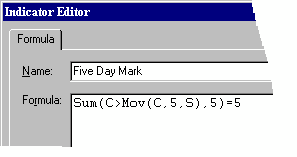 Indicator Editor
Formula
Name: Five Day Mark
Formula: Sum(C>Mov(C,5,S),5)=5